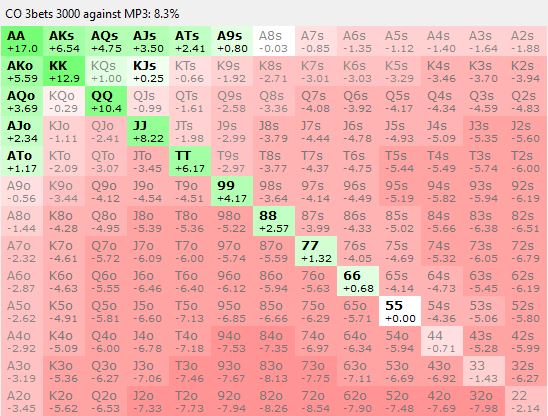 CO 3bets 3000 against MP3: 8.3%
AA AKs AQs AJs ATs A9s A8s A7s A6s A5s A4s A3s A2s
+17.0 +6.54 +4.75 +3.50 +2.41 +0.80 -0.03 -0.85 -1.35 -1.12 -1.40 -1.64 -1.88
AKo KK KQs KJs KTs K9s K8s K7s K6s K5s K4s K3s K2s
+5.59 +12.9 +1.00 +0.25 -0.66 -1.92 -2.71 -3.01 -3.03 -3.29 -3.46 -3.70 -3.94
AQo KQo QQ QJs QTs Q9s Q8s Q7s Q6s Q5s Q4s Q3s Q2s
+3.69 -0.29 +10.4 -0.99 -1.61 -2.58 -3.36 -4.08 -3.92 -4.17 -4.34 -4.59 -4.83
AJo KJo QJo JJ JTs J9s J8s J7s J6s J5s J4s J3s J2s
+2.34 -1.11 -2.41 +8.22 -1.98 -2.99 -3.79 -4.44 -4.78 -4.93 -5.19 -5.35 -5.60
ATo KTo QTo JTo TT T9s T8s T7s T6s T5s T4s T3s T2s
+1.17 -2.09 -3.07 -3.45 +6.17 -2.97 -3.77 -4.37 -4.75 -5.44 -5.49 -5.74 -6.00
A9o K9o Q9o J9o T9o 99 98s 97s 96s 95s 94s 93s 92s
-0.56 -3.44 -4.12 -4.54 -4.51 +4.17 -3.64 -4.14 -4.49 -5.19 -5.82 -5.94 -6.19
A8o K8o Q8o J8o T8o 98o 88 87s 86s 85s 84s 83s 82s
-1.44 -4.28 -4.95 -5.39 -5.36 -5.22 +2.57 -3.99 -4.33 -5.02 -5.66 -6.38 -6.51
A7o K7o Q7o J7o T7o 97o 87o 77 76s 75s 74s 73s 72s
-2.32 -4.61 -5.72 -6.09 -6.00 -5.74 -5.59 +1.32 -4.05 -4.69 -5.32 -6.05 -6.79
A6o K6o Q6o J6o T6o 96o 86o 76o 66 65s 64s 63s 62s
-2.87 -4.63 -5.55 -6.46 -6.40 -6.12 -5.94 -5.63 +0.68 -4.14 -4.73 -5.45 -6.19
A5o K5o Q5o J5o T5o 95o 85o 75o 65o 55 54s 53s 52s
-2.62 -4.91 -5.81 -6.60 -7.13 -6.85 -6.66 -6.29 -5.71 +0.00 -4.36 -5.06 -5.80
A4o K4o Q4o J4o T4o 94o 84o 74o 64o 54o 44 43s 42s
-2.92 -5.09 -6.00 -6.78 -7.18 -7.53 -7.35 -6.97 -6.34 -5.94 -0.71 -5.28 -5.99
A3o K3o Q3o J3o T3o 93o 83o 73o 63o 53o 43o 33 32s
-3.19 -5.36 -6.27 -7.06 -7.46 -7.67 -8.13 -7.75 -7.11 -6.69 -6.92 -1.43 -6.27
A2o K2o Q2o J2o T2o 92o 82o 72o 62o 52o 42o 32o 22
-3.45 -5.62 -6.53 -7.33 -7.73 -7.94 -8.26 -8.54 -7.90 -7.48 -7.69 -7.98 -2.14